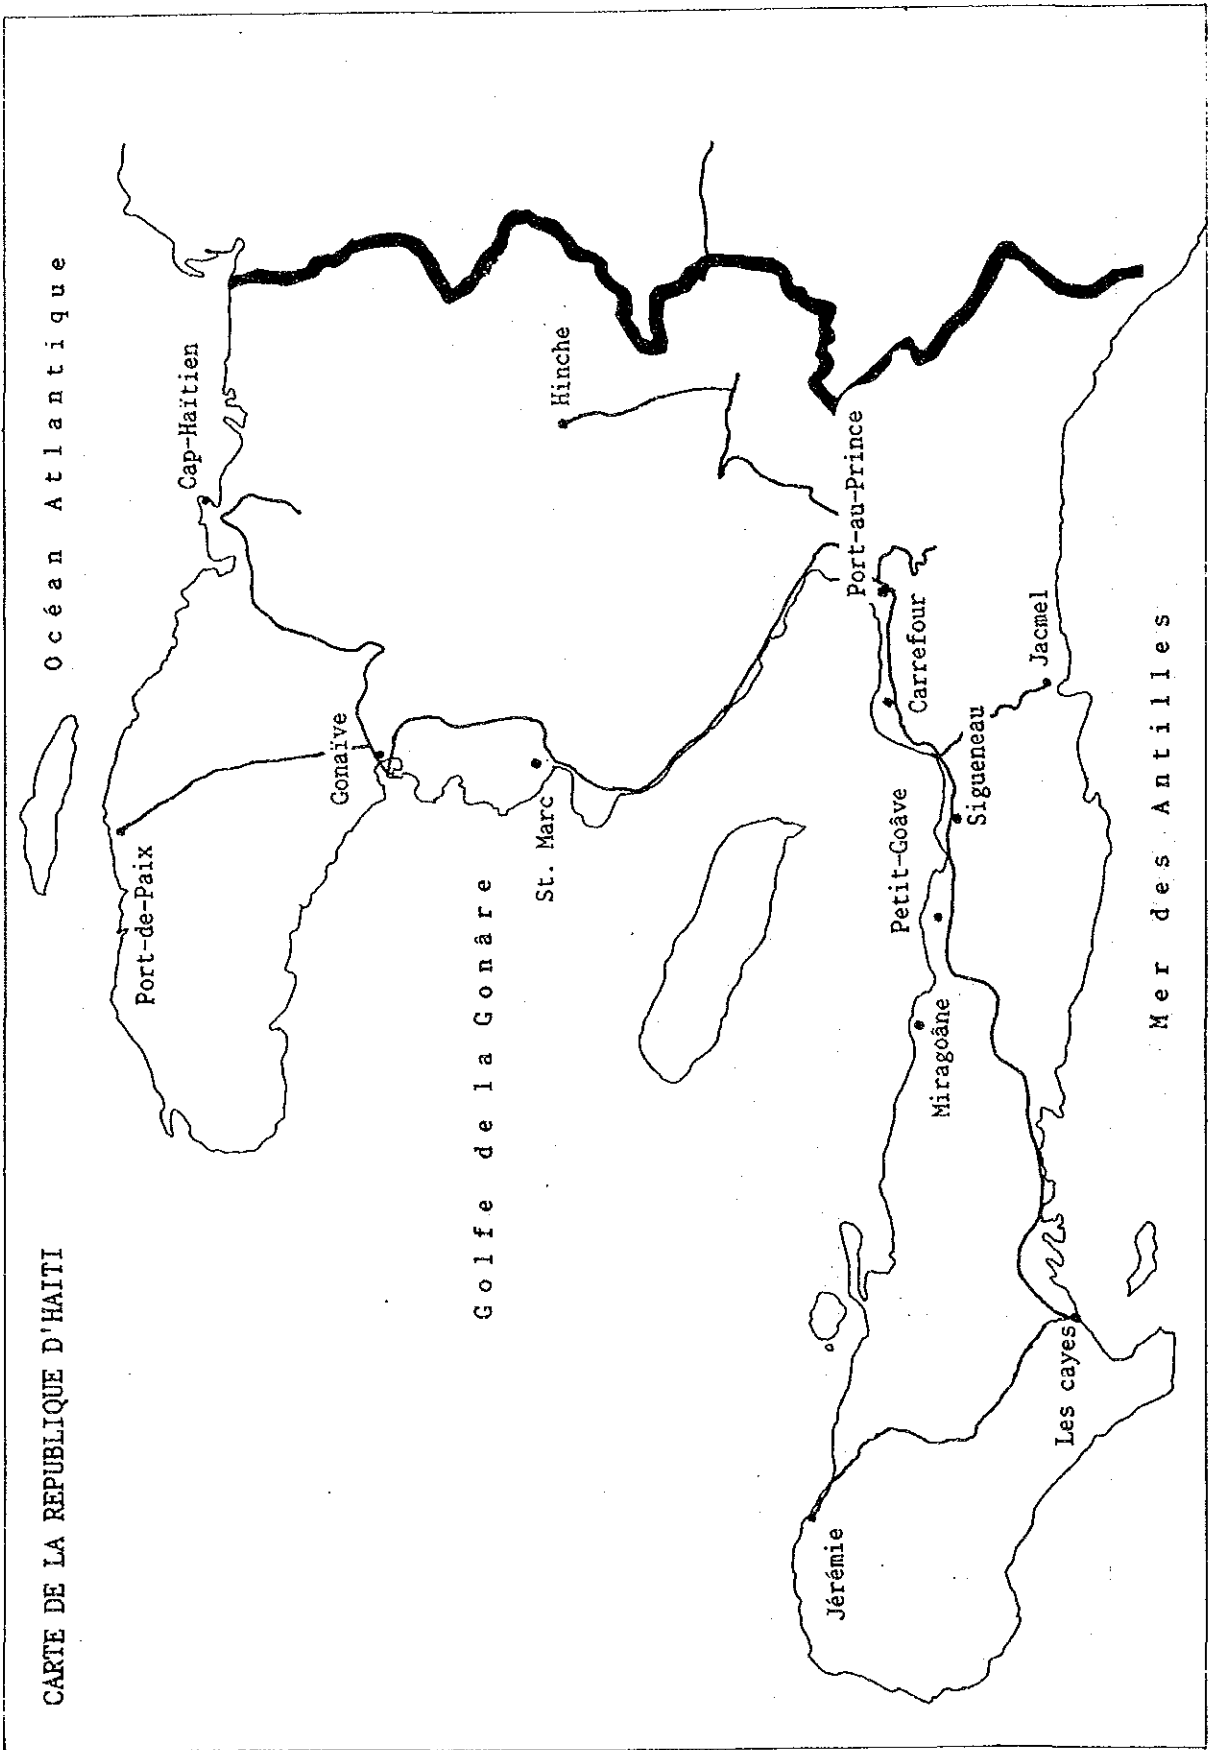 CARTE DE LA REPUBLIQUE D'HAITI
Océan Atlantique
Port-de-Paix
Cap-Haïtien
Gonaïve
Golfe de la Gonâre
St. Marc
Hinche
Port-au-Prince
Carrefour
Petit-Goâve
Sigueneau
Miragoâne
Jacmel
Jérémie
Les cayes
Mer des Antilles